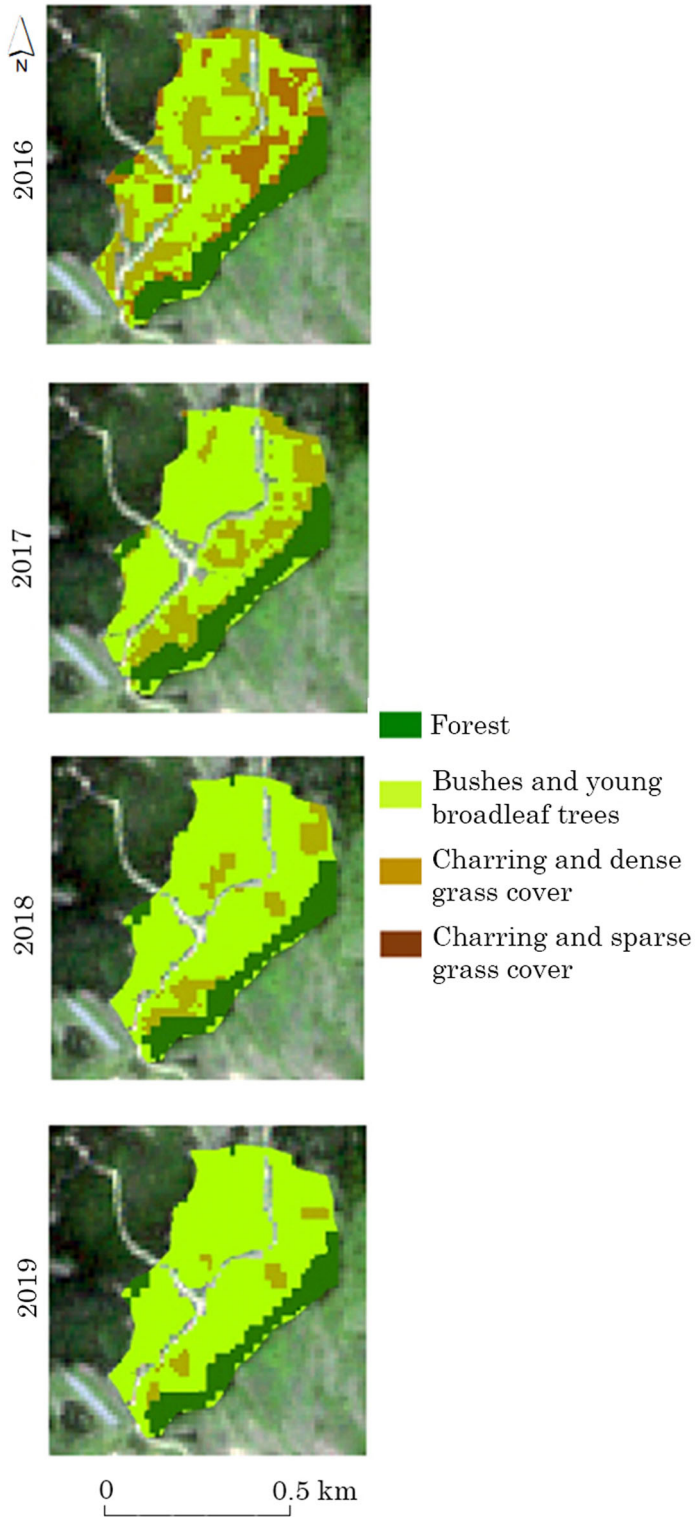 N
2016
2017
2018
2019
Forest
Bushes and young
broadleaf trees
Charring and dense
grass cover
Charring and sparse
grass cover
0 0.5 km